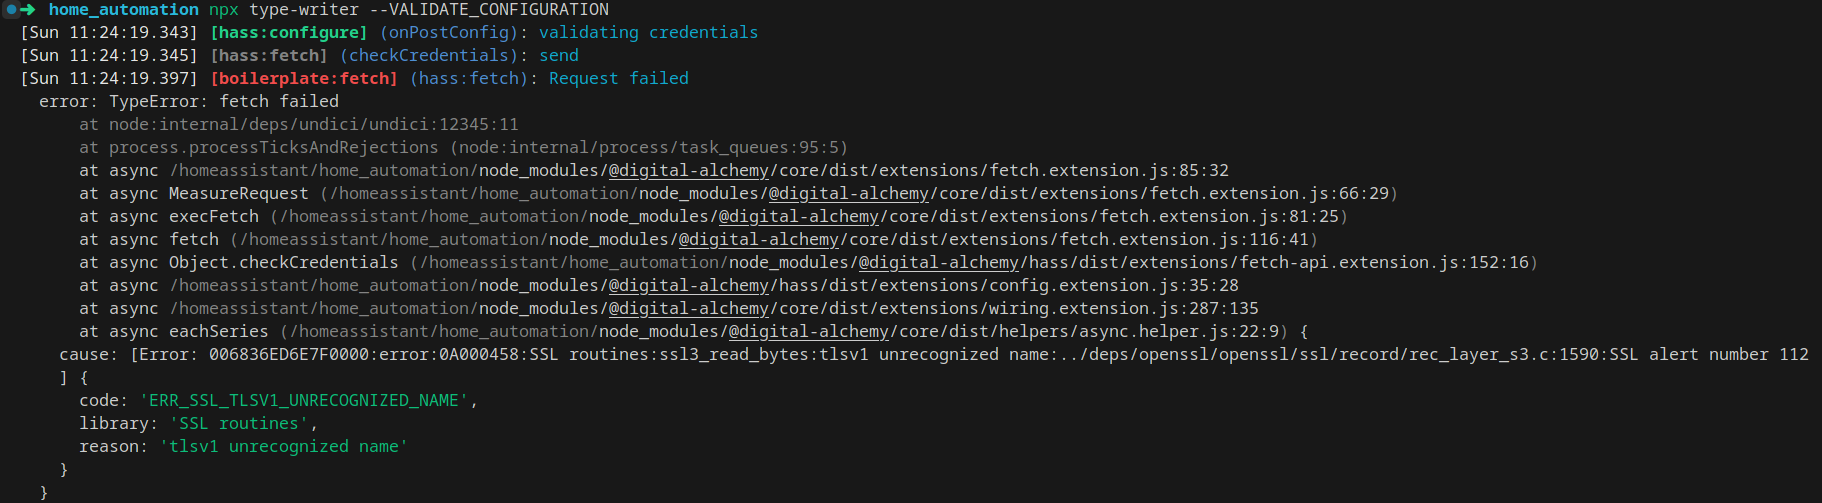 ➜ home_automation npx type-writer --VALIDATE_CONFIGURATION
[Sun 11:24:19.343] [hass:configure] (onPostConfig): validating credentials
[Sun 11:24:19.345] [hass:fetch] (checkCredentials): send
[Sun 11:24:19.397] [boilerplate:fetch] (hass:fetch): Request failed
error: TypeError: fetch failed
at node:internal/deps/undici/undici:12345:11
at process.processTicksAndRejections (node:internal/process/task_queues:95:5)
at async /homeassistant/home_automation/node_modules/@digital-alchemy/core/dist/extensions/fetch.extension.js:85:32
at async MeasureRequest (/homeassistant/home_automation/node_modules/@digital-alchemy/core/dist/extensions/fetch.extension.js:66:29)
at async execFetch (/homeassistant/home_automation/node_modules/@digital-alchemy/core/dist/extensions/fetch.extension.js:81:25)
at async fetch (/homeassistant/home_automation/node_modules/@digital-alchemy/core/dist/extensions/fetch.extension.js:116:41)
at async Object.checkCredentials (/homeassistant/home_automation/node_modules/@digital-alchemy/hass/dist/extensions/fetch-api.extension.js:152:16)
at async /homeassistant/home_automation/node_modules/@digital-alchemy/hass/dist/extensions/config.extension.js:35:28
at async /homeassistant/home_automation/node_modules/@digital-alchemy/core/dist/extensions/wiring.extension.js:287:135
at async eachSeries (/homeassistant/home_automation/node_modules/@digital-alchemy/core/dist/helpers/async.helper.js:22:9) {
cause: [Error: 006836ED6E7F0000:error:0A000458:SSL routines:ssl3_read_bytes:tlsv1 unrecognized name:../deps/openssl/openssl/ssl/record/rec_layer_s3.c:1590:SSL alert number 112
] {
code: 'ERR_SSL_TLSV1_UNRECOGNIZED_NAME',
library: 'SSL routines',
reason: 'tlsv1 unrecognized name'
}
}